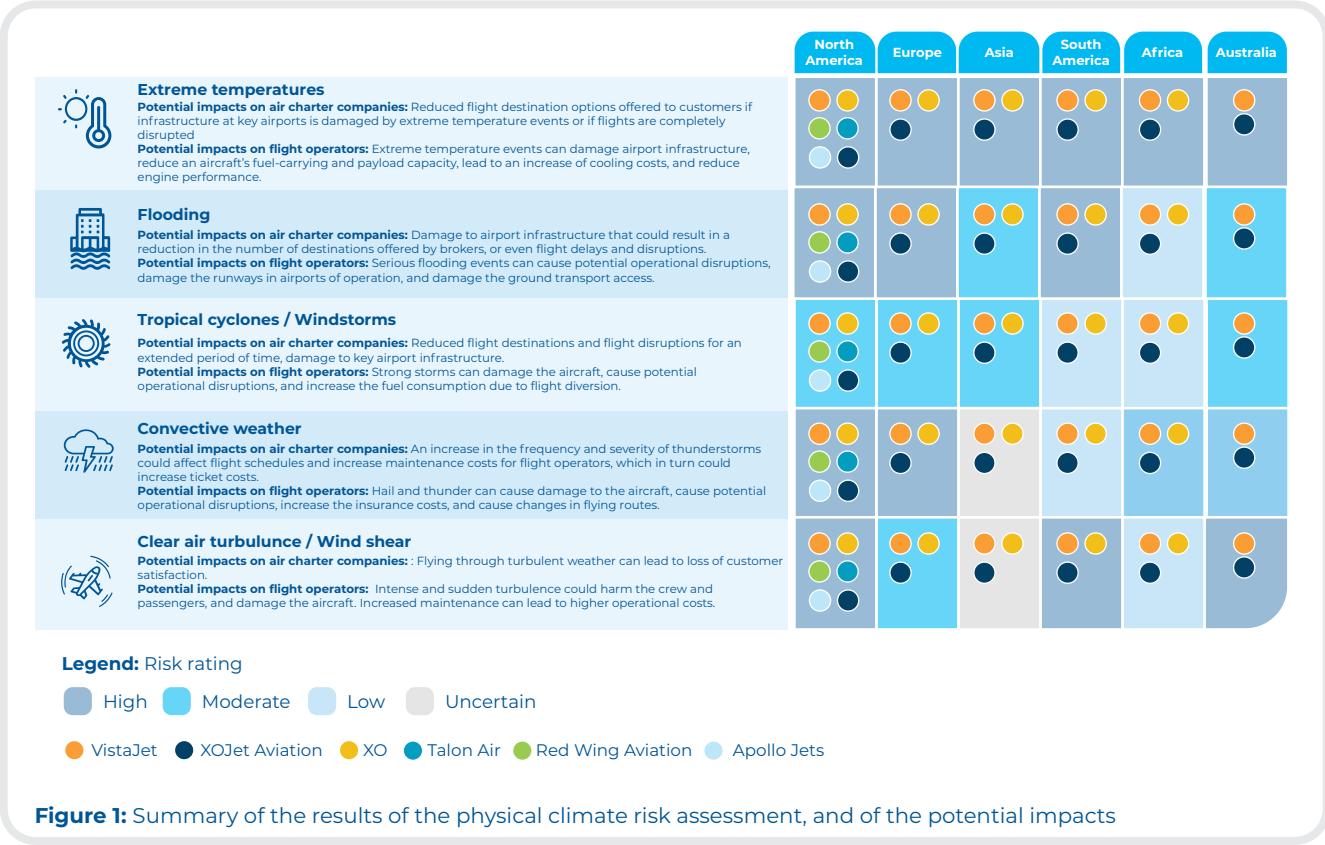 North
America
Europe
Asia
South
America
Africa
Australia
Extreme temperatures
Potential impacts on air charter companies: Reduced flight destination options offered to customers if
infrastructure at key airports is damaged by extreme temperature events or if flights are completely
disrupted
Potential impacts on flight operators: Extreme temperature events can damage airport infrastructure,
reduce an aircraft’s fuel-carrying and payload capacity, lead to an increase of cooling costs, and reduce
engine performance.
Flooding
Potential impacts on air charter companies: Damage to airport infrastructure that could result in a
reduction in the number of destinations offered by brokers, or even flight delays and disruptions.
Potential impacts on flight operators: Serious flooding events can cause potential operational disruptions,
damage the runways in airports of operation, and damage the ground transport access.
Tropical cyclones / Windstorms
Potential impacts on air charter companies: Reduced flight destinations and flight disruptions for an
extended period of time, damage to key airport infrastructure.
Potential impacts on flight operators: Strong storms can damage the aircraft, cause potential
operational disruptions, and increase the fuel consumption due to flight diversion.
Convective weather
Potential impacts on air charter companies: An increase in the frequency and severity of thunderstorms
could affect flight schedules and increase maintenance costs for flight operators, which in turn could
increase ticket costs.
Potential impacts on flight operators: Hail and thunder can cause damage to the aircraft, cause potential
operational disruptions, increase the insurance costs, and cause changes in flying routes.
Clear air turbulunce / Wind shear
Potential impacts on air charter companies: : Flying through turbulent weather can lead to loss of customer
satisfaction.
Potential impacts on flight operators: Intense and sudden turbulence could harm the crew and
passengers, and damage the aircraft. Increased maintenance can lead to higher operational costs.
Legend: Risk rating
High
Moderate
Low
Uncertain
VistaJet
XOJet Aviation
XO
Talon Air
Red Wing Aviation
Apollo Jets
Figure 1: Summary of the results of the physical climate risk assessment, and of the potential impacts